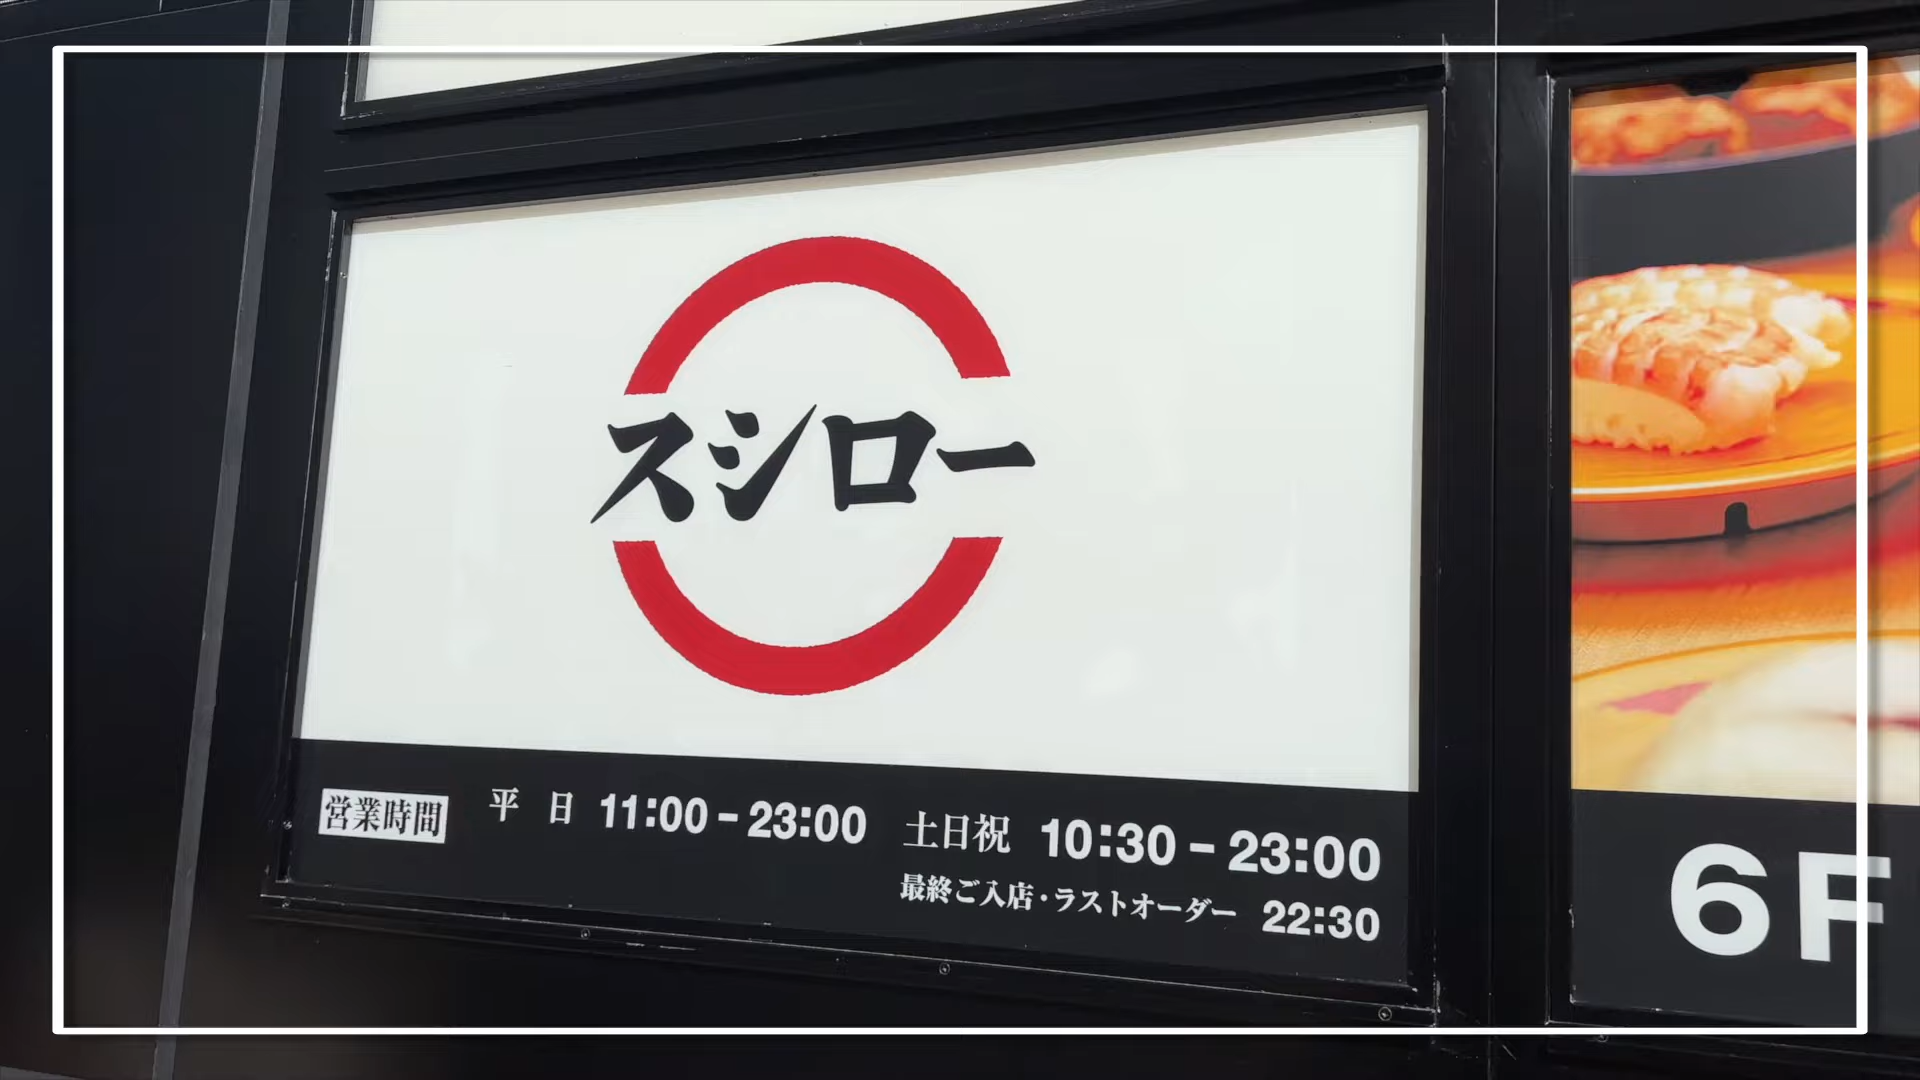 スシロー
営業時間 平日 11:00-23:00 土日祝 10:30-23:00
最終ご入店・ラストオーダー 22:30
6F